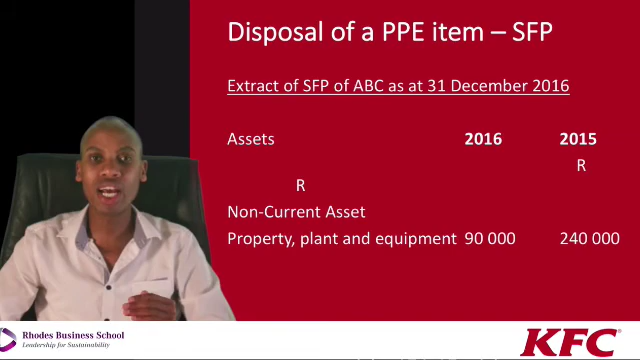 Disposal of a PPE item – SFP
Extract of SFP of ABC as at 31 December 2016
Assets 2016 2015
R
R
Non-Current Asset
Property, plant and equipment 90 000 240 000
Rhodes Business School
Leadership for Sustainability
KFC